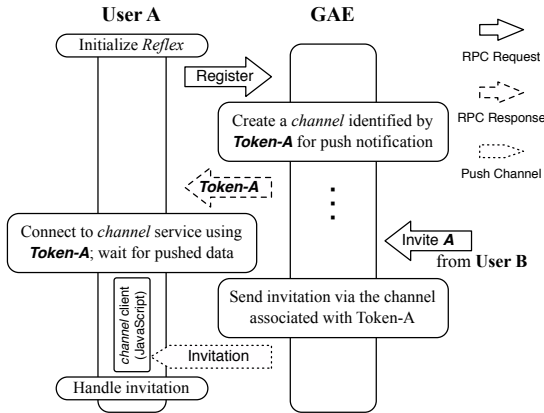 User A
GAE
Initialize Reflex
Register
RPC Request
Create a channel identified by
Token-A for push notification
RPC Response
Token-A
Push Channel
Connect to channel service using
Token-A; wait for pushed data
Invite A
from User B
Send invitation via the channel
associated with Token-A
channel client
(JavaScript)
Invitation
Handle invitation